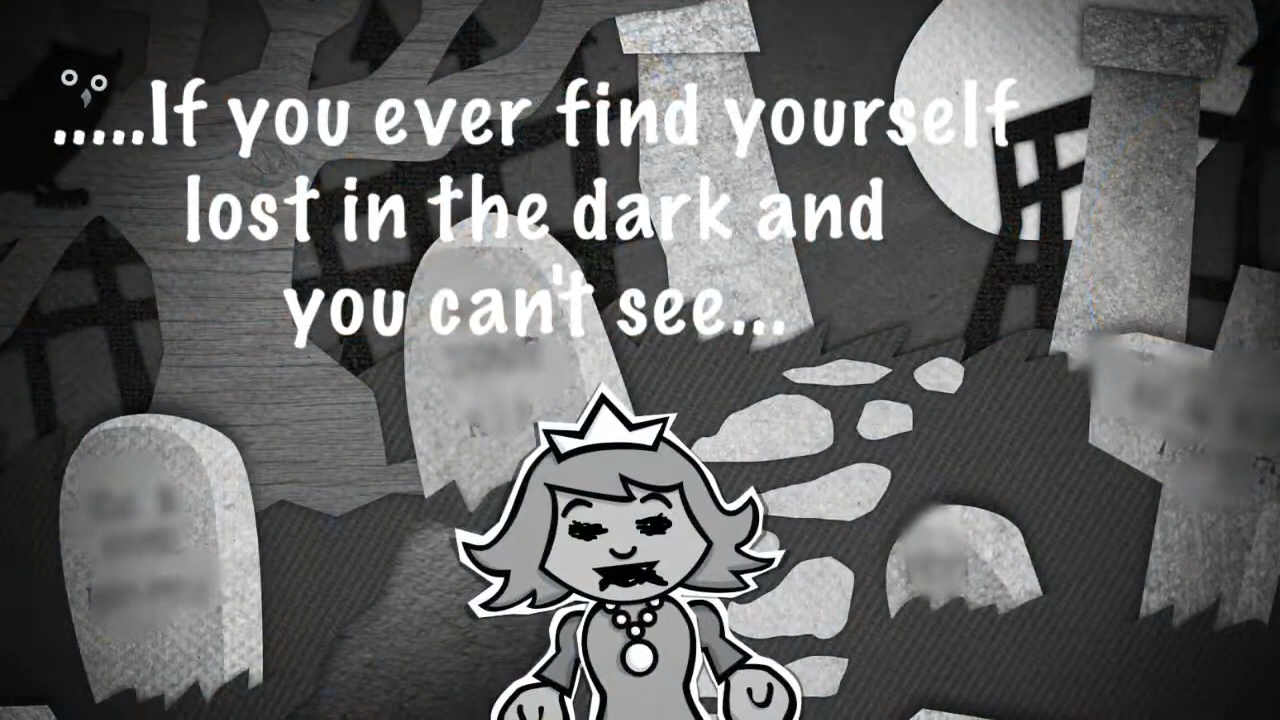 .....If you ever find yourself
lost in the dark and
you can't see...